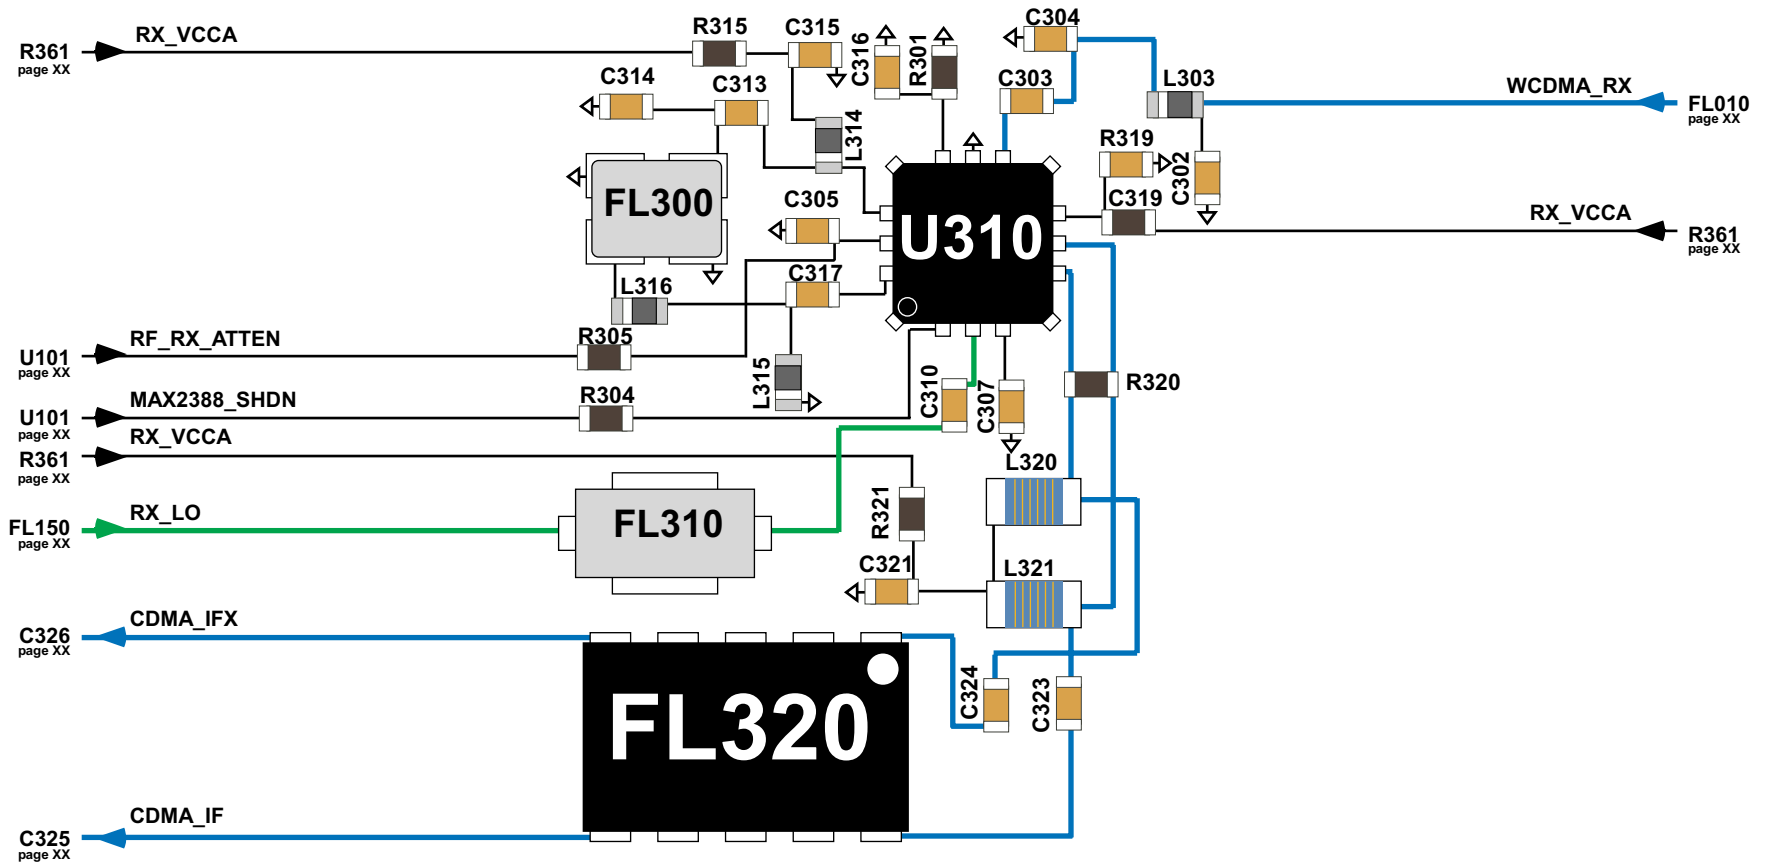 C304
R315
C315
RX_VCCA
R361
page XX
C316
R301
C314
C313
C303
L303
WCDMA_RX
FL010
page XX
L314
R319
C302
FL300
C305
C319
U310
RX_VCCA
R361
page XX
C317
L316
RF_RX_ATTEN
R305
U101
page XX
L315
C310
C307
R320
MAX2388_SHDN
R304
U101
page XX
RX_VCCA
R361
page XX
L320
RX_LO
FL150
page XX
FL310
R321
C321
L321
CDMA_IFX
C326
page XX
FL320
C324
C323
CDMA_IF
C325
page XX